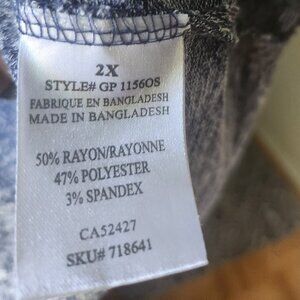 2X
STYLE# GP 1156OS
FABRIQUE EN BANGLADESH
MADE IN BANGLADESH
50% RAYON/RAYONNE
47% POLYESTER
3% SPANDEX
CA52427
SKU# 718641